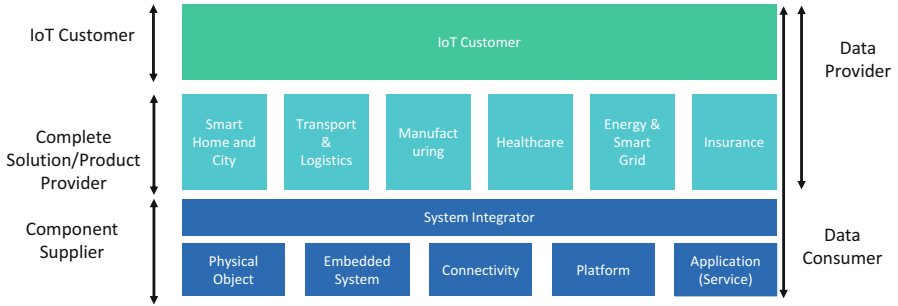 IoT Customer
IoT Customer
Data
Provider
Complete
Solution/Product
Provider
Smart
Home and
City
Transport
&
Logistics
Manufact
uring
Healthcare
Energy &
Smart
Grid
Insurance
Component
Supplier
System Integrator
Physical
Object
Embedded
System
Connectivity
Platform
Application
(Service)
Data
Consumer